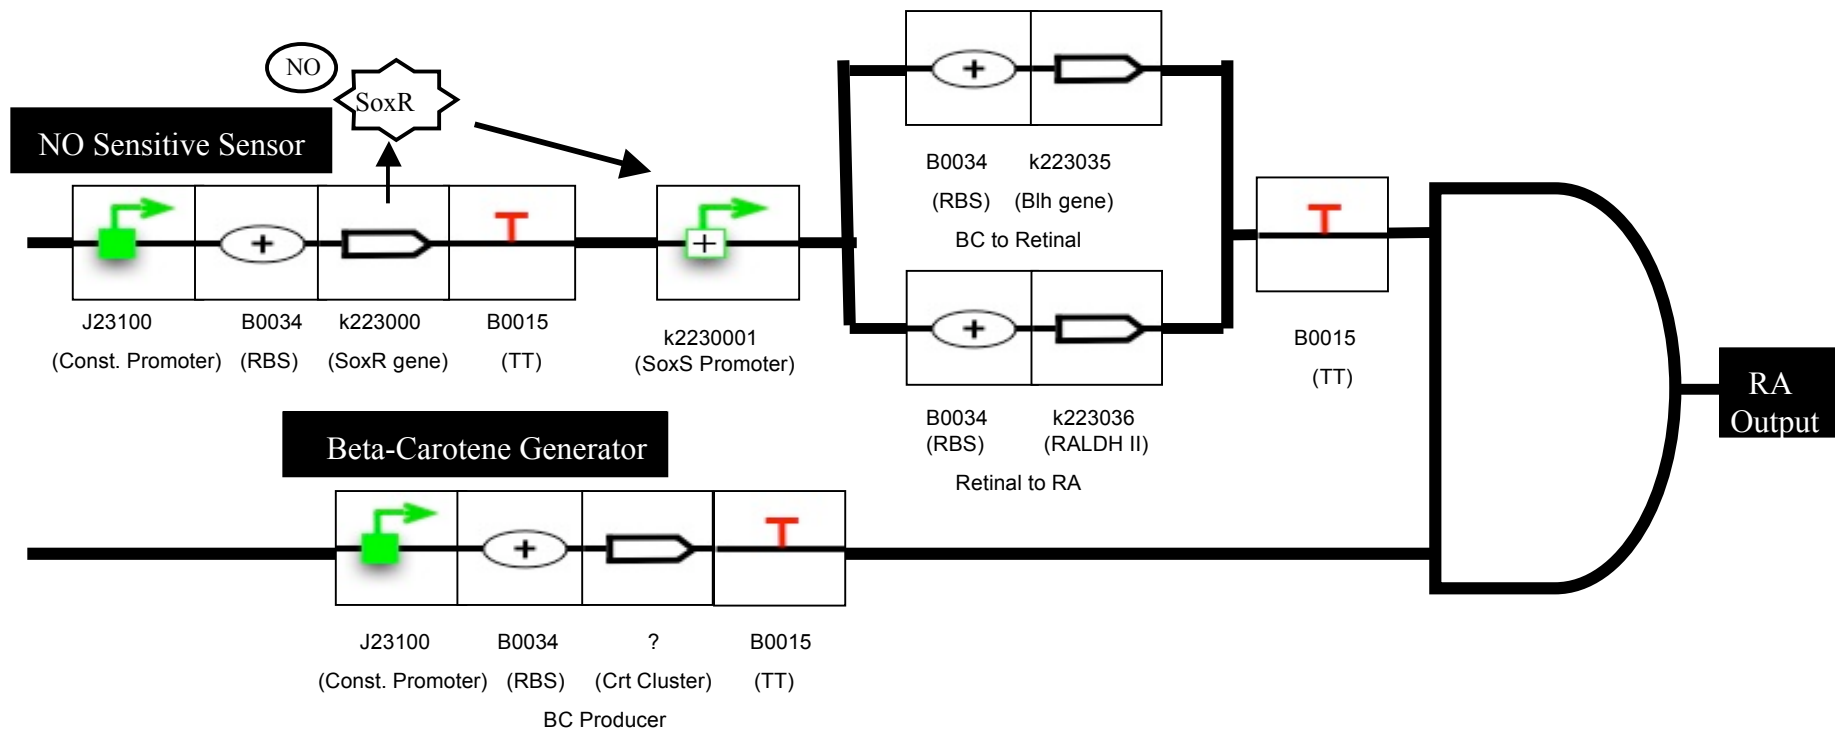 NO
SoxR
NO Sensitive Sensor
J23100
(Const. Promoter)
B0034
(RBS)
k223000
(SoxR gene)
B0015
(TT)
k2230001
(SoxS Promoter)
B0034
(RBS)
k223035
(Blh gene)
BC to Retinal
B0034
(RBS)
k223036
(RALDH II)
Retinal to RA
B0015
(TT)
RA
Output
Beta-Carotene Generator
J23100
(Const. Promoter)
B0034
(RBS)
?
(Crt Cluster)
B0015
(TT)
BC Producer